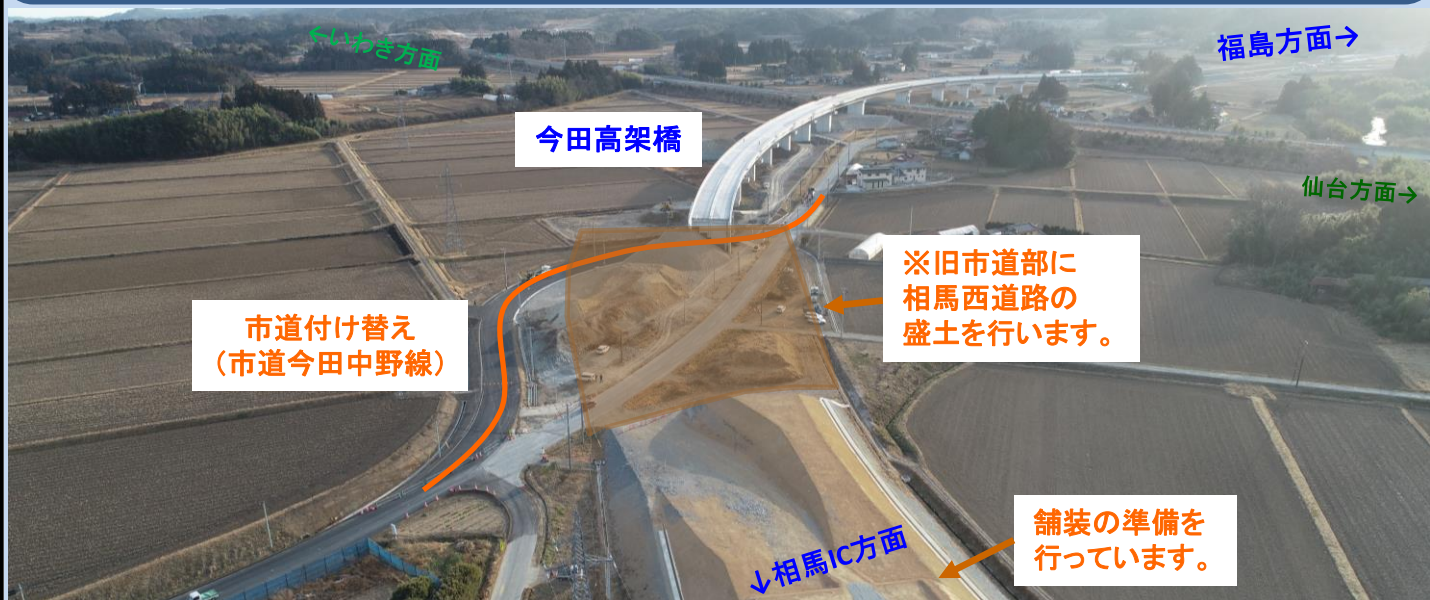 ←いわき方面
福島方面→
今田高架橋
仙台方面→
※旧市道部に
相馬西道路の
盛土を行います。
市道付け替え
（市道今田中野線）
舗装の準備を
行っています。
↓相馬IC方面